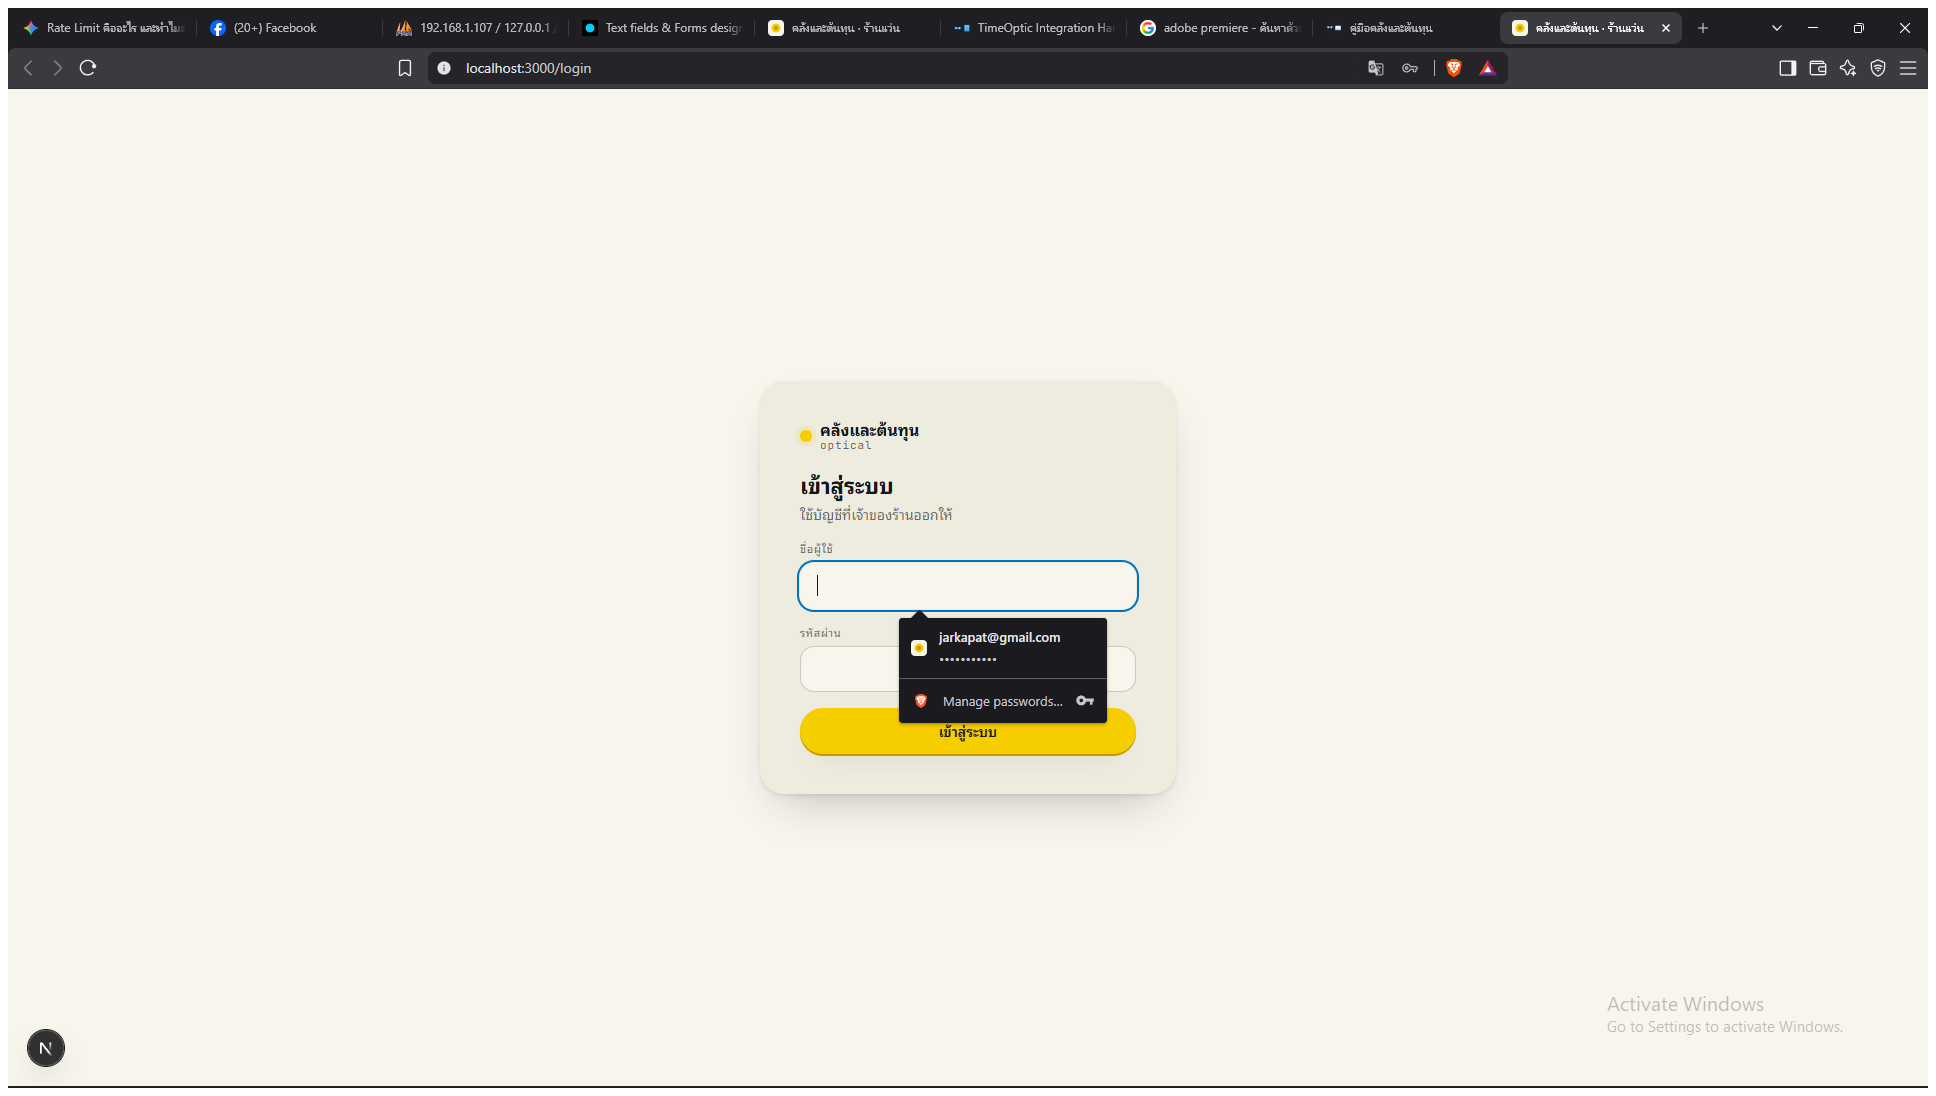 Rate Limit คืออะไร และทำไม
(20+) Facebook
192.168.1.107 / 127.0.0.1 /
Text fields & Forms design
คลังและต้นทุน · ร้านแว่น
TimeOptic Integration Ha
adobe premiere - ค้นหาด้ว
คู่มือคลังและต้นทุน
คลังและต้นทุน · ร้านแว่น
localhost:3000/login
คลังและต้นทุน
optical
เข้าสู่ระบบ
ใช้บัญชีที่เจ้าของร้านออกให้
ชื่อผู้ใช้
รหัสผ่าน
jarkapat@gmail.com
•••••••••••
Manage passwords...
เข้าสู่ระบบ
Activate Windows
Go to Settings to activate Windows.
N